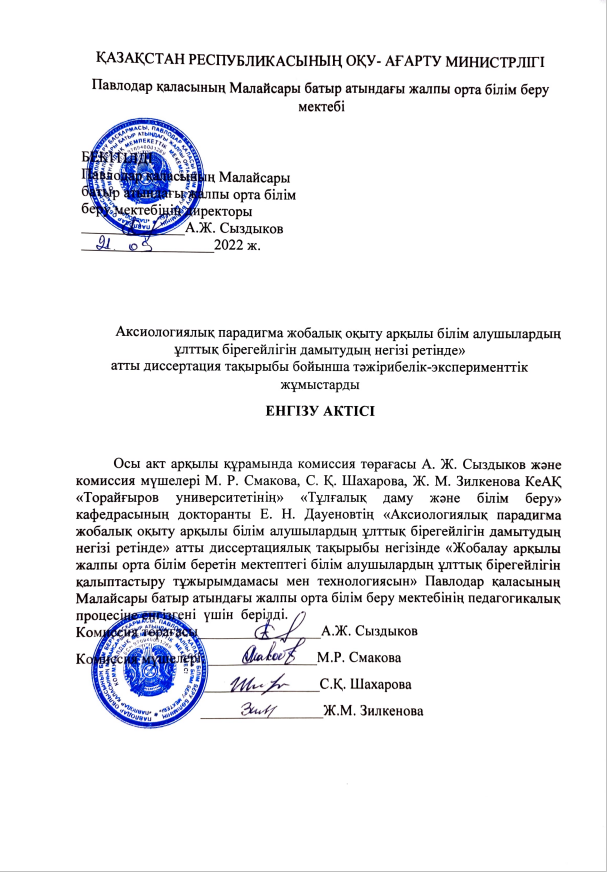 ҚАЗАҚСТАН РЕСПУБЛИКАСЫНЫҢ ОҚУ- АҒАРТУ МИНИСТРЛІГІ
Павлодар қаласының Малайсары батыр атындағы жалпы орта білім беру
мектебі
БЕКІТІЛДІ
Павлодар қаласының Малайсары
батыр атындағы жалпы орта білім
беру мектебінің директоры
А.Ж. Сыздыков
21. 09 2022 ж.
Аксиологиялық парадигма жобалық оқыту арқылы білім алушылардың
ұлттық бірегейлігін дамытудың негізі ретінде»
атты диссертация тақырыбы бойынша тәжірибелік-эксперименттік
жұмыстарды
ЕНГІЗУ АКТІСІ
Осы акт арқылы құрамында комиссия төрағасы А. Ж. Сыздыков және
комиссия мүшелері М. Р. Смакова, С. Қ. Шахарова, Ж. М. Зилкенова КеАҚ
«Торайғыров университетінің» «Тұлғалық даму және білім беру»
кафедрасының докторанты Е. Н. Дауеновтің «Аксиологиялық парадигма
жобалық оқыту арқылы білім алушылардың ұлттық бірегейлігін дамытудың
негізі ретінде» атты диссертациялық тақырыбы негізінде «Жобалау арқылы
жалпы орта білім беретін мектептегі білім алушылардың ұлттық бірегейлігін
қалыптастыру тұжырымдамасы мен технологиясын» Павлодар қаласының
Малайсары батыр атындағы жалпы орта білім беру мектебінің педагогикалық
процесіне енгізгені үшін берілді.
Комиссия төрағасы А.Ж. Сыздыков
Комиссия мүшелері М.Р. Смакова
С.Қ. Шахарова
Ж.М. Зилкенова